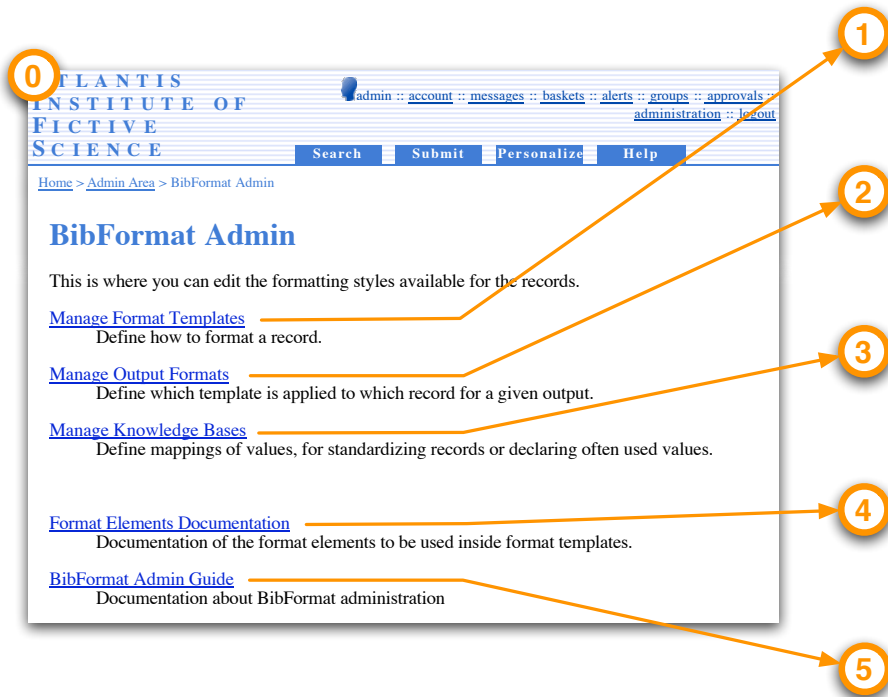 0
ATLANTIS
INSTITUTE OF
FICTIVE
SCIENCE
admin :: account :: messages :: baskets :: alerts :: groups :: approvals ::
administration :: logout
Search Submit Personalize Help
Home > Admin Area > BibFormat Admin
BibFormat Admin
This is where you can edit the formatting styles available for the records.
Manage Format Templates
Define how to format a record.
Manage Output Formats
Define which template is applied to which record for a given output.
Manage Knowledge Bases
Define mappings of values, for standardizing records or declaring often used values.
Format Elements Documentation
Documentation of the format elements to be used inside format templates.
BibFormat Admin Guide
Documentation about BibFormat administration
1
2
3
4
5